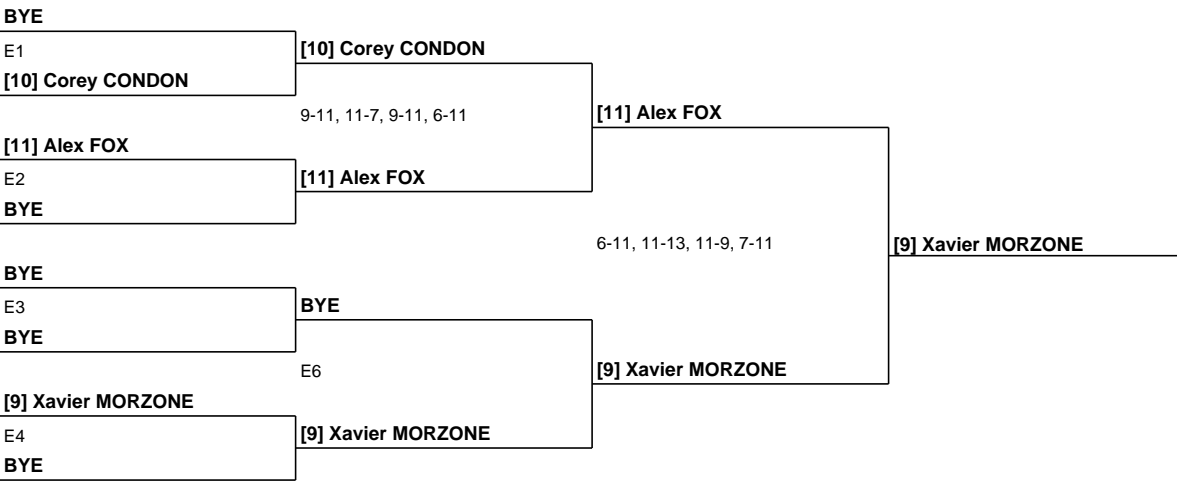 BYE
E1
[10] Corey CONDON
[10] Corey CONDON
9-11, 11-7, 9-11, 6-11
[11] Alex FOX
[11] Alex FOX
E2
[11] Alex FOX
BYE
6-11, 11-13, 11-9, 7-11
[9] Xavier MORZONE
BYE
E3
BYE
BYE
E6
[9] Xavier MORZONE
[9] Xavier MORZONE
E4
[9] Xavier MORZONE
BYE